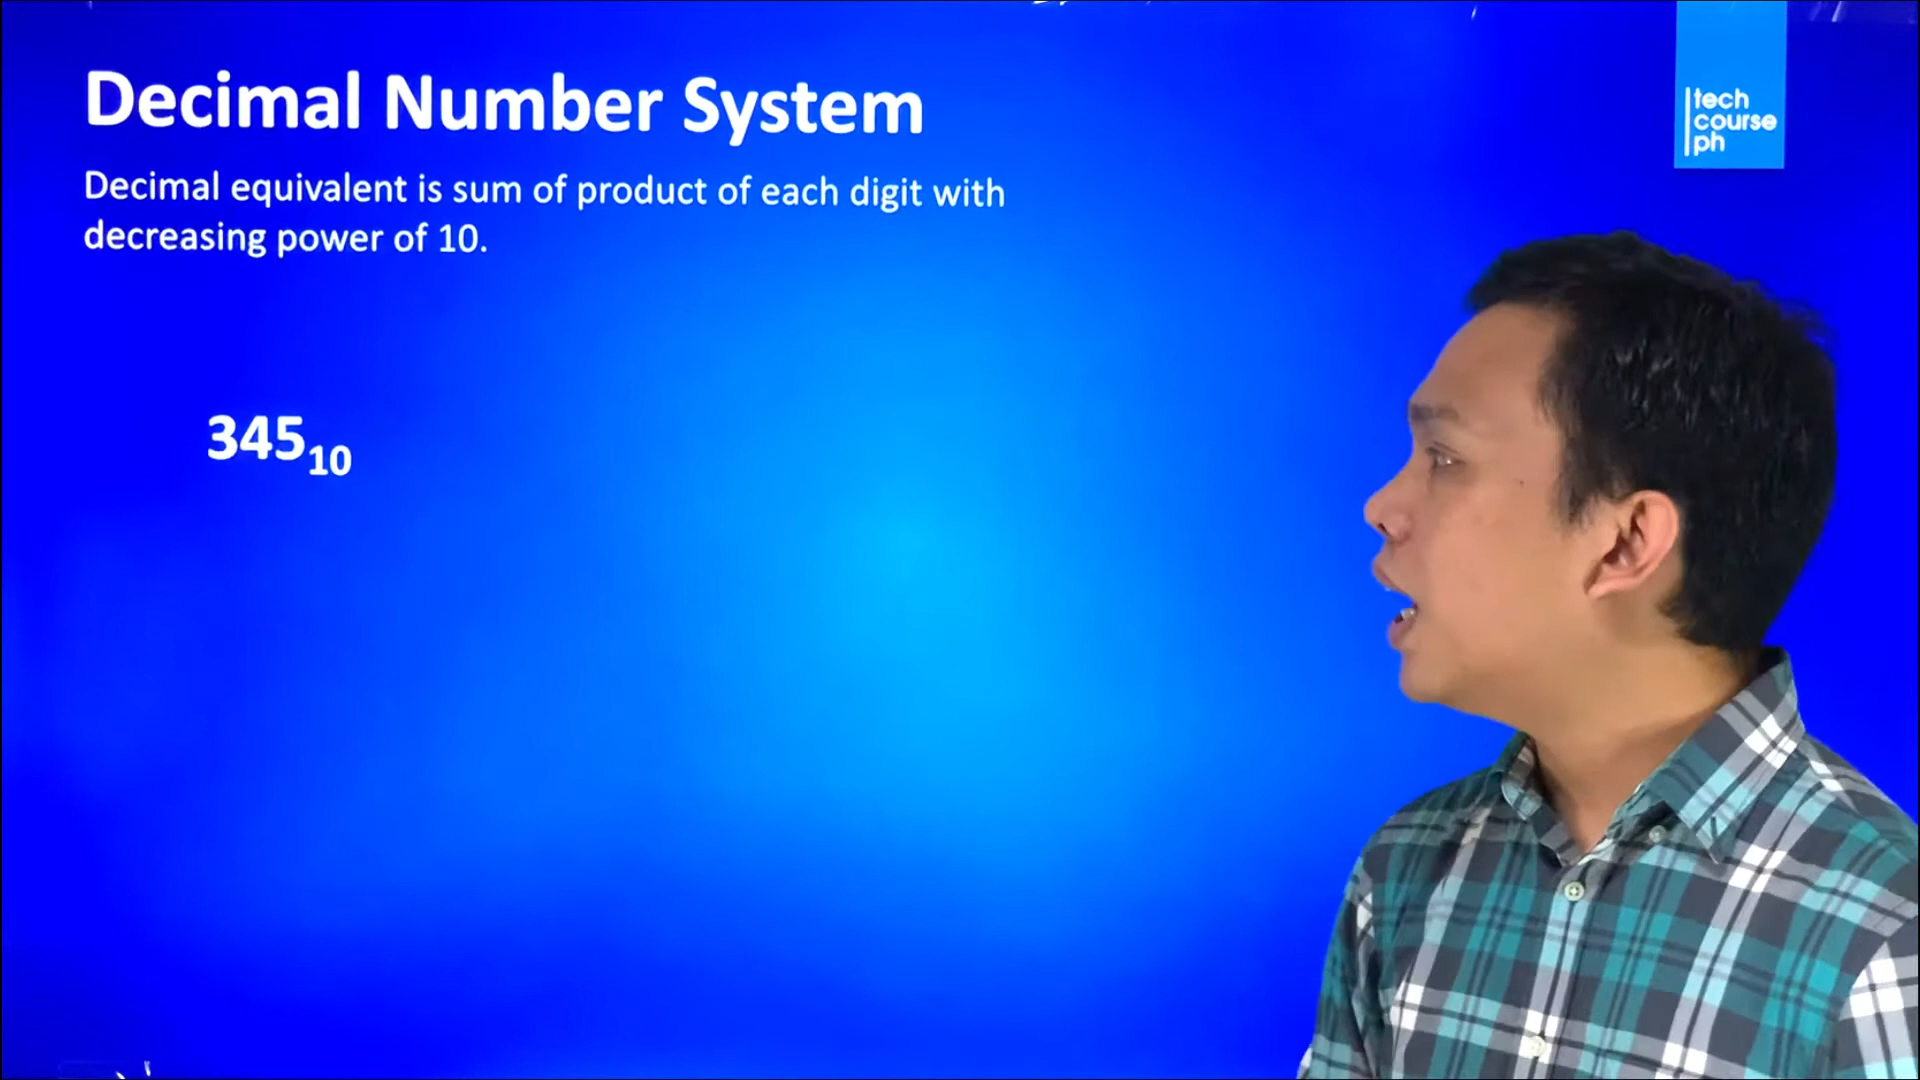 Decimal Number System
Decimal equivalent is sum of product of each digit with
decreasing power of 10.
345₁₀
tech
course
ph